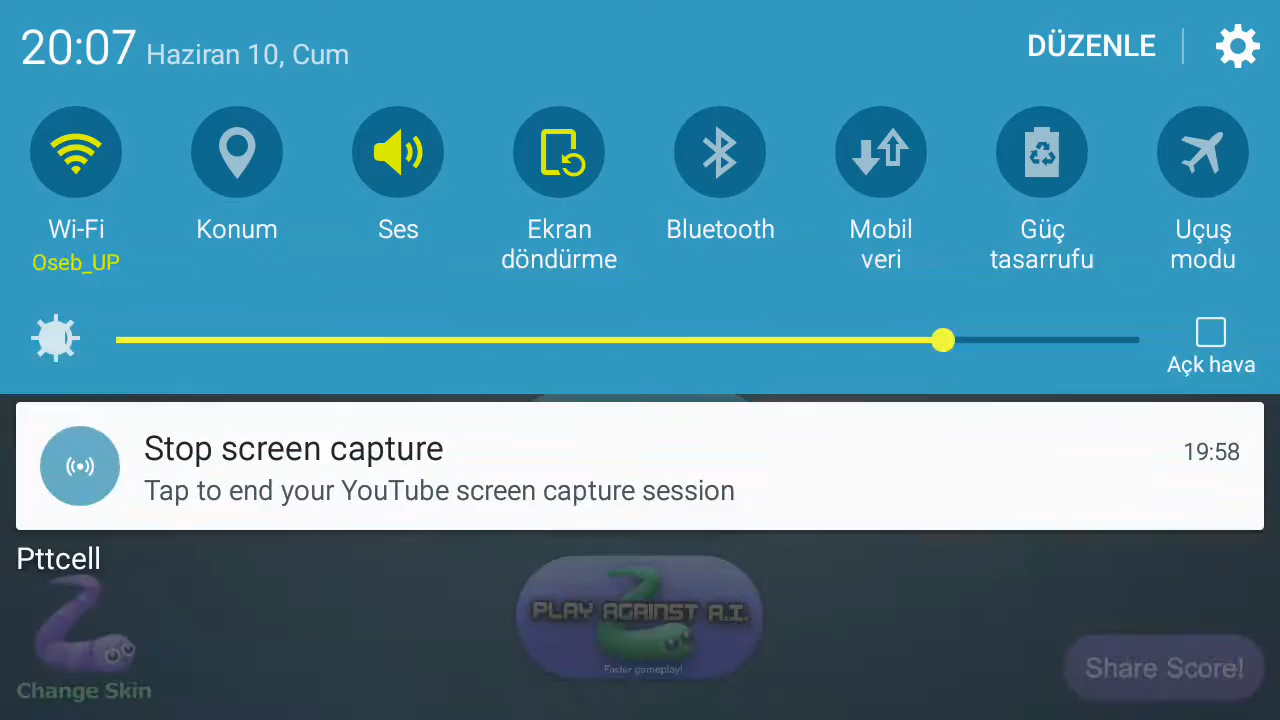 20:07 Haziran 10, Cum
DÜZENLE
Wi-Fi
Oseb_UP
Konum
Ses
Ekran
döndürme
Bluetooth
Mobil
veri
Güç
tasarrufu
Uçuş
modu
Açk hava
Stop screen capture
19:58
Tap to end your YouTube screen capture session
Pttcell
PLAY AGAINST A.I.
Faster gameplay!
Change Skin
Share Score!